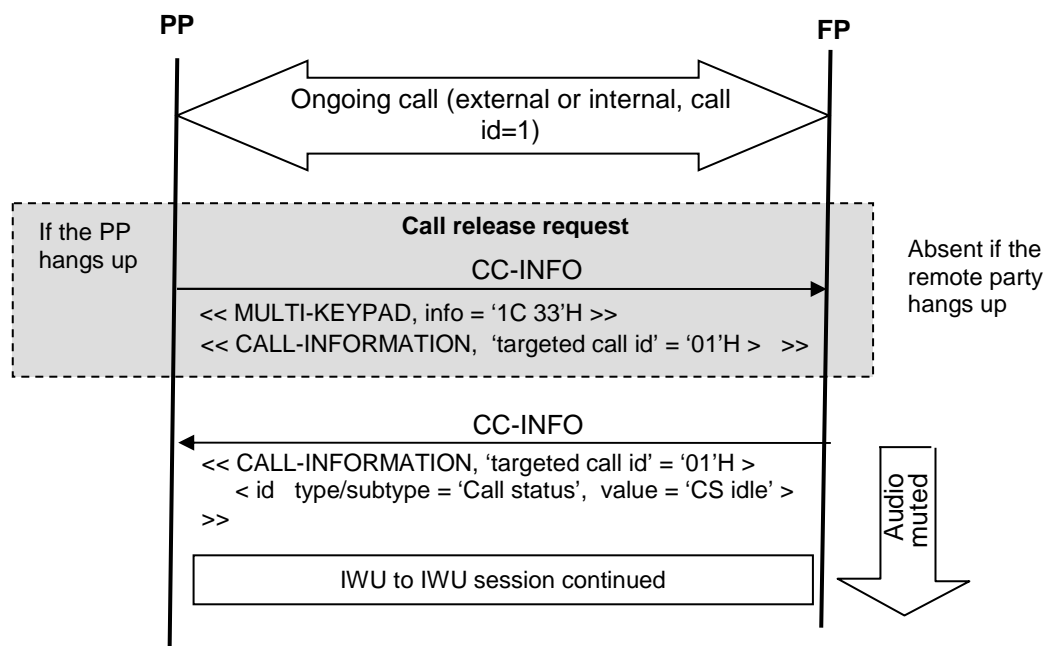 PP
FP
Ongoing call (external or internal, call
id=1)
If the PP
hangs up
Call release request
CC-INFO
<< MULTI-KEYPAD, info = ‘1C 33’H >>
<< CALL-INFORMATION, ‘targeted call id’ = ‘01’H > >>
Absent if the
remote party
hangs up
CC-INFO
<< CALL-INFORMATION, ‘targeted call id’ = ‘01’H >
< id type/subtype = ‘Call status’, value = ‘CS idle’ >
>>
Audio
muted
IWU to IWU session continued